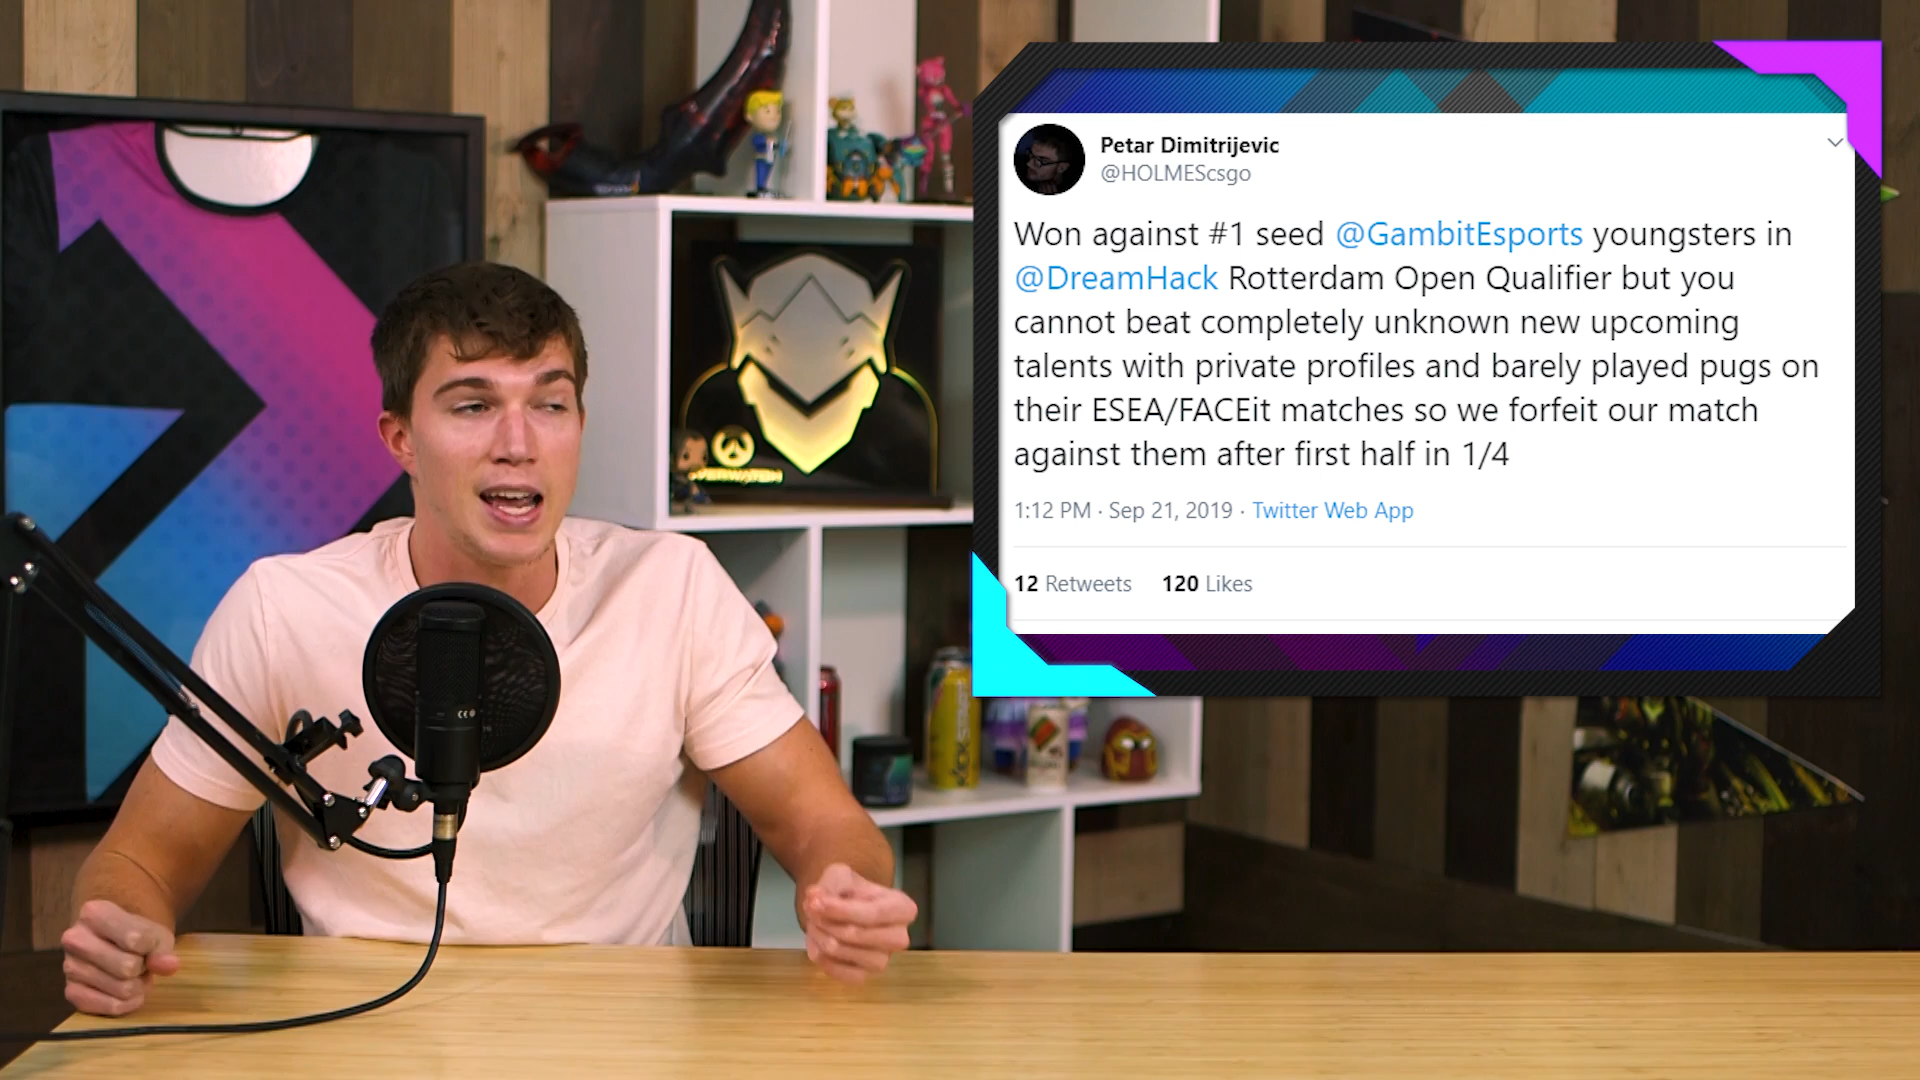 Petar Dimitrijevic
@HOLMEScsgo
Won against #1 seed @GambitEsports youngsters in
@DreamHack Rotterdam Open Qualifier but you
cannot beat completely unknown new upcoming
talents with private profiles and barely played pugs on
their ESEA/FACEit matches so we forfeit our match
against them after first half in 1/4
1:12 PM · Sep 21, 2019 · Twitter Web App
12 Retweets 120 Likes
OVERWATCH
CE